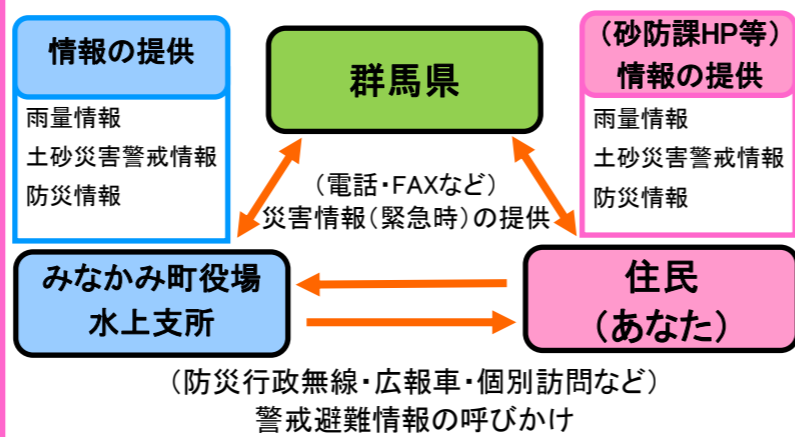 情報の提供
雨量情報
土砂災害警戒情報
防災情報
群馬県
(砂防課HP等)
情報の提供
雨量情報
土砂災害警戒情報
防災情報
(電話・FAXなど)
災害情報(緊急時)の提供
みなかみ町役場
水上支所
住民
(あなた)
(防災行政無線・広報車・個別訪問など)
警戒避難情報の呼びかけ